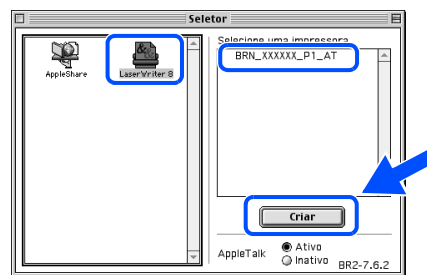 Seletor
AppleShare
LaserWriter 8
Selecione uma impressora
BRN_XXXXXX_P1_AT
Criar
AppleTalk
Ativo
Inativo
BR2-7.6.2